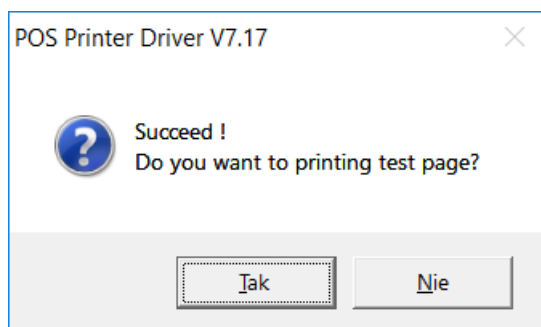 POS Printer Driver V7.17
Succeed !
Do you want to printing test page?
Tak
Nie